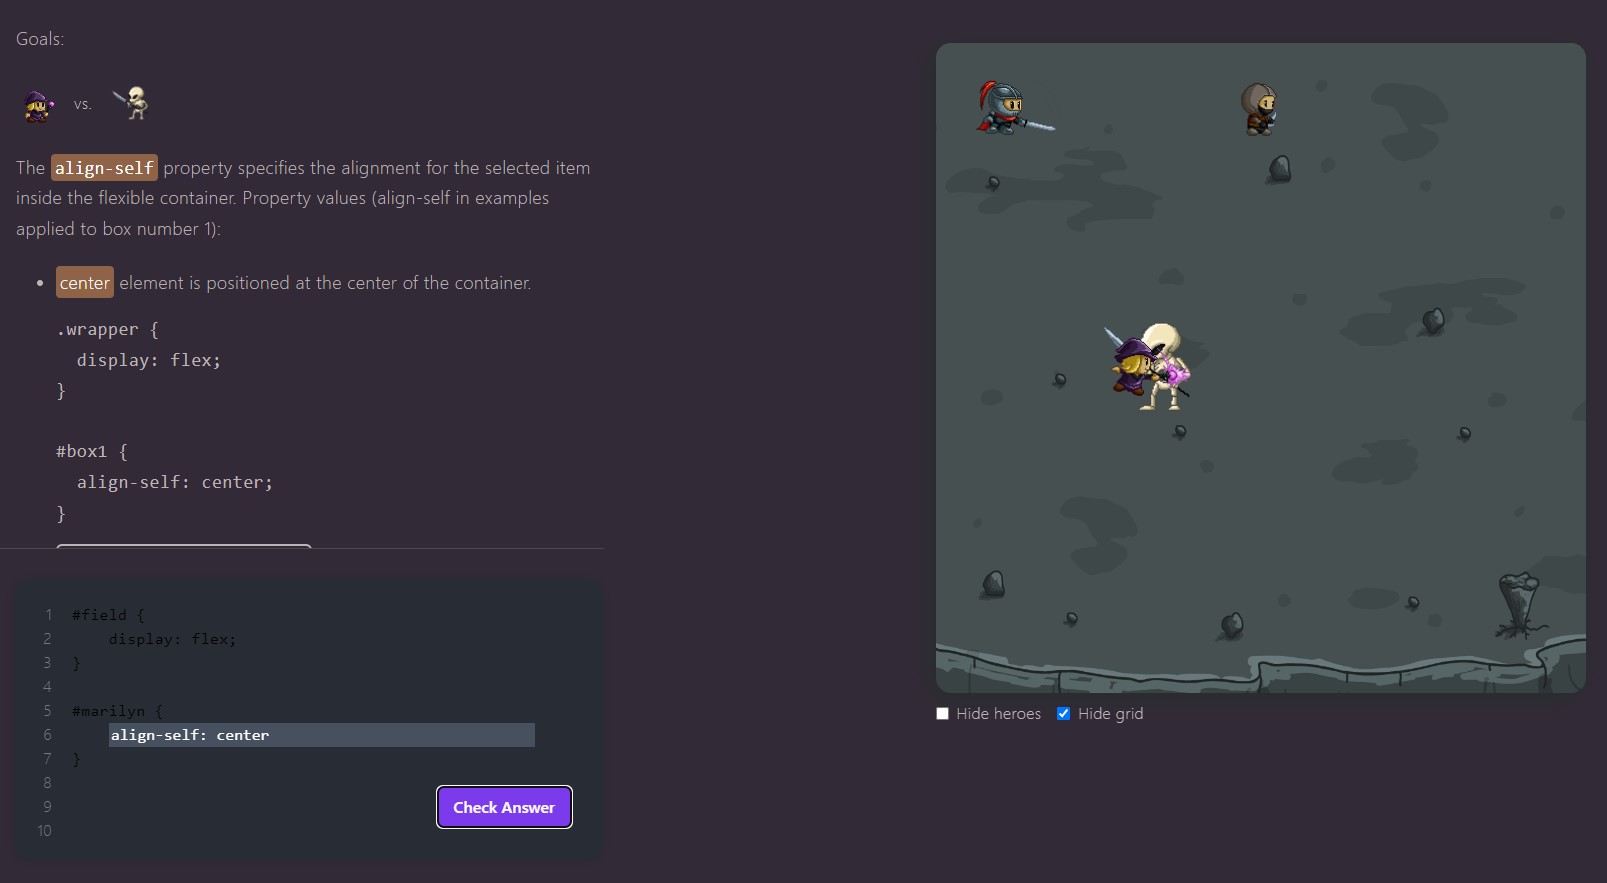 Goals:
vs.
The align-self property specifies the alignment for the selected item
inside the flexible container. Property values (align-self in examples
applied to box number 1):
• center element is positioned at the center of the container.
.wrapper {
  display: flex;
}
#box1 {
  align-self: center;
}
1 #field {
2     display: flex;
3 }
4
5 #marilyn {
6     align-self: center
7 }
8
9
10
Check Answer
Hide heroes Hide grid